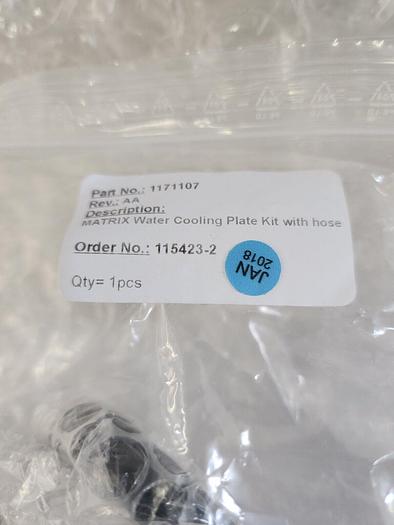 Part No.: 1171107
Rev.: AA
Description:
MATRIX Water Cooling Plate Kit with hose
Order No.: 115423-2
JAN
2018
Qty= 1pcs